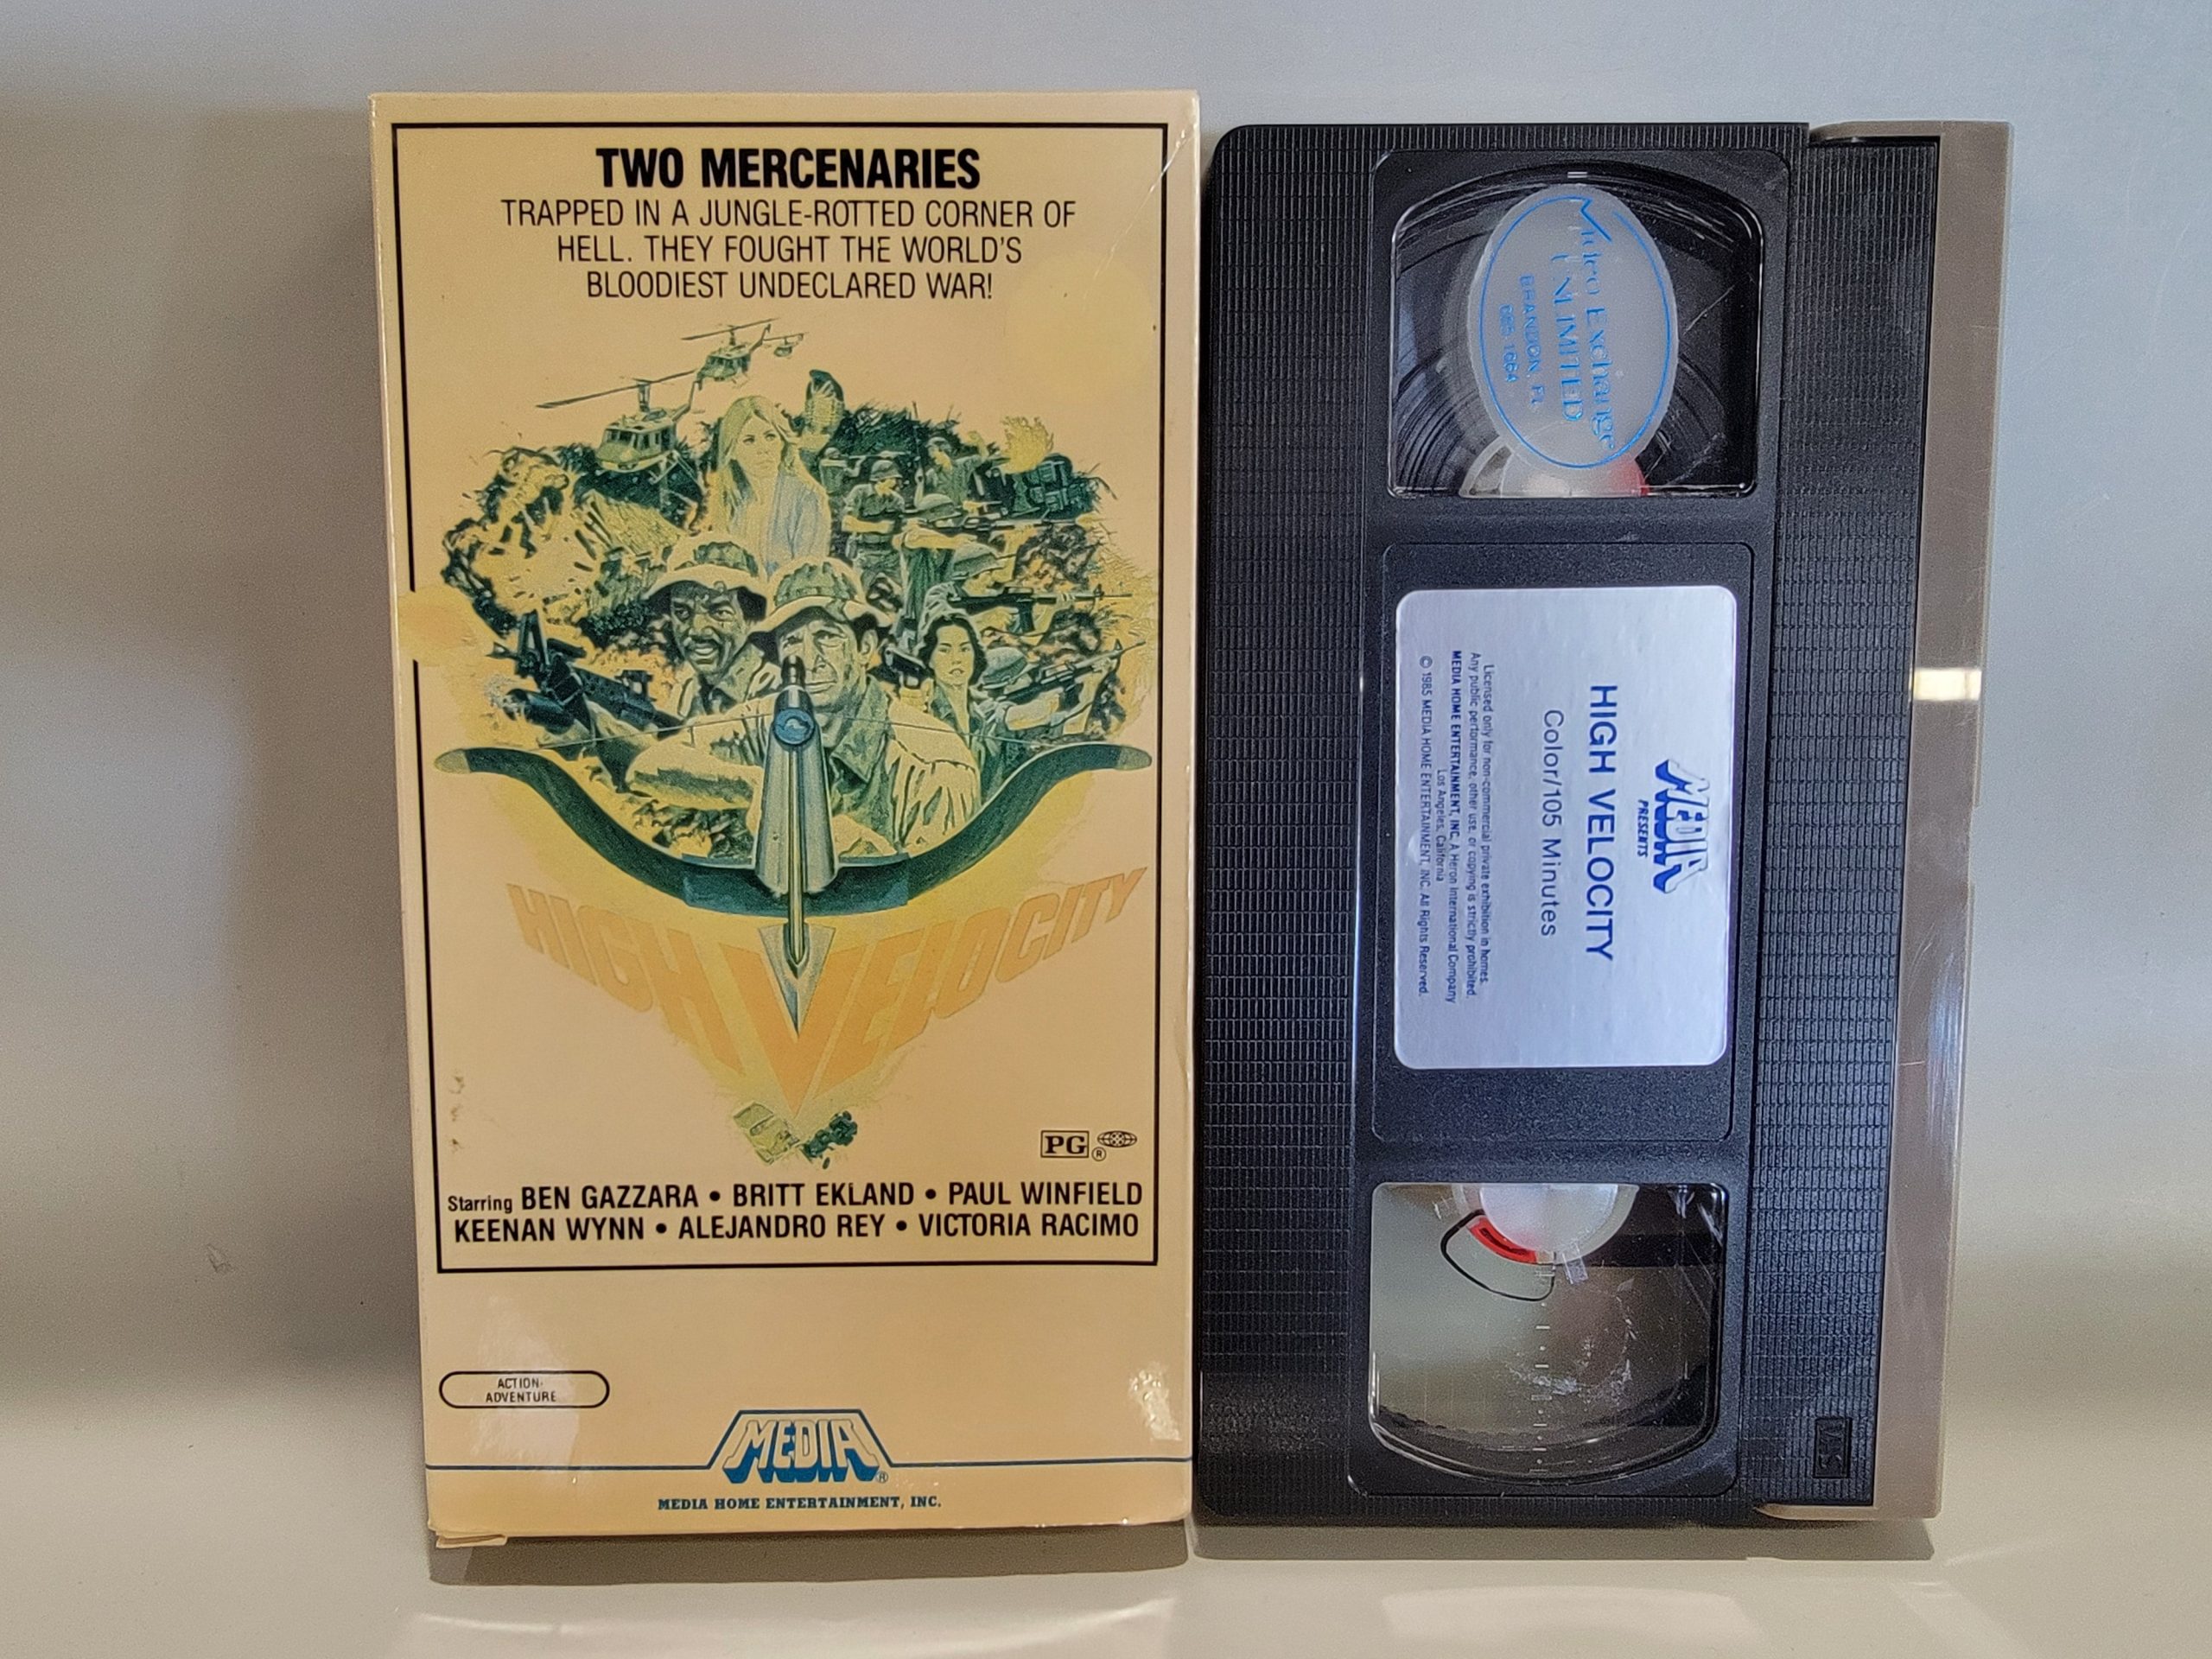 TWO MERCENARIES
TRAPPED IN A JUNGLE-ROTTED CORNER OF
HELL. THEY FOUGHT THE WORLD'S
BLOODIEST UNDECLARED WAR!
HIGH VELOCITY
PG ®
Starring BEN GAZZARA • BRITT EKLAND • PAUL WINFIELD
KEENAN WYNN • ALEJANDRO REY • VICTORIA RACIMO
ACTION-
ADVENTURE
MEDIA ®
MEDIA HOME ENTERTAINMENT, INC.
Video Exchange
UNLIMITED
BRANDON, FL
MEDIA
PRESENTS
HIGH VELOCITY
Color/105 Minutes
Licensed only for non-commercial private exhibition in homes.
Any public performance, other use, or copying is strictly prohibited.
MEDIA HOME ENTERTAINMENT, INC. A Heron International Company
Los Angeles, California
© 1985 MEDIA HOME ENTERTAINMENT, INC. All Rights Reserved.
VHS